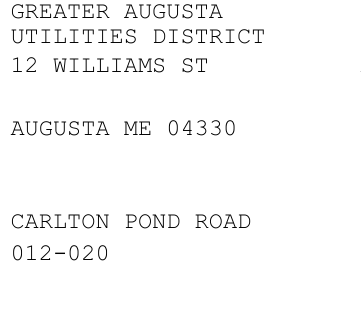 GREATER AUGUSTA
UTILITIES DISTRICT
12 WILLIAMS ST
AUGUSTA ME 04330
CARLTON POND ROAD
012-020